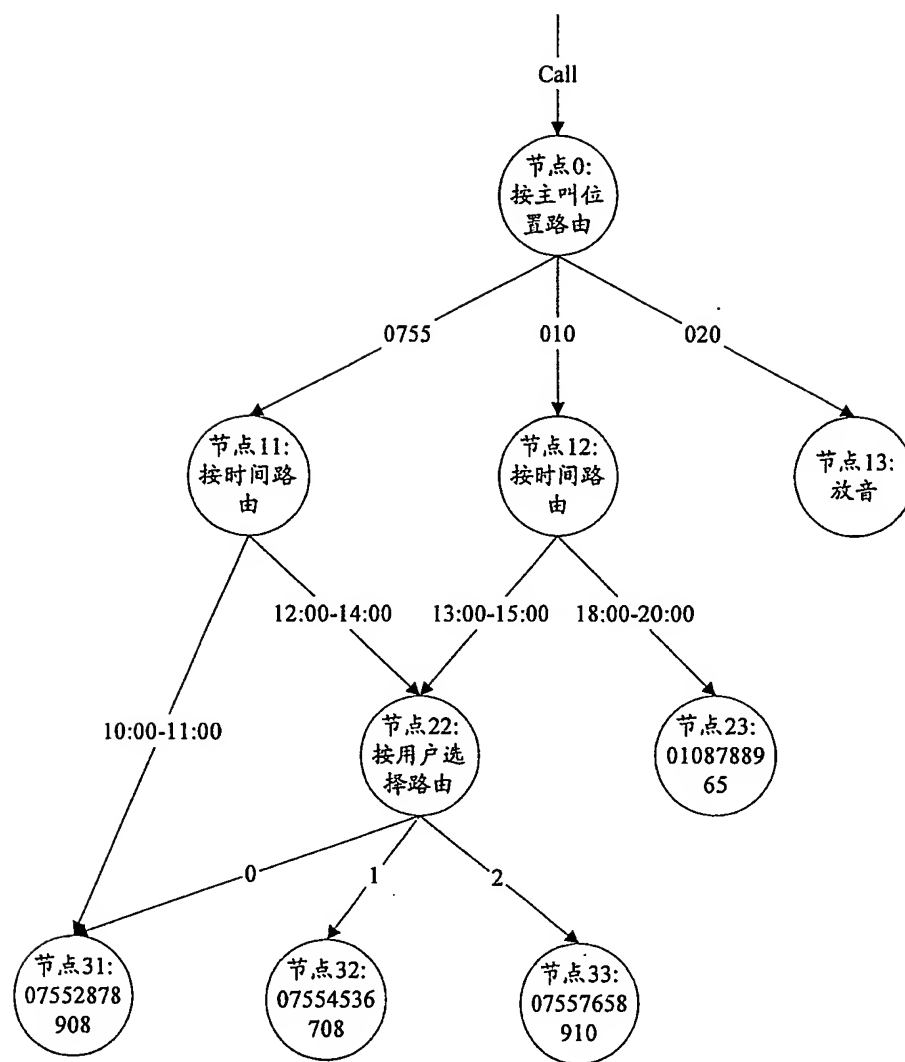 Call
节点0:
按主叫位
置路由
0755
010
020
节点11:
按时间路
由
节点12:
按时间路
由
节点13:
放音
12:00-14:00
13:00-15:00
18:00-20:00
10:00-11:00
节点22:
按用户选
择路由
节点23:
01087889
65
0
1
2
节点31:
07552878
908
节点32:
07554536
708
节点33:
07557658
910